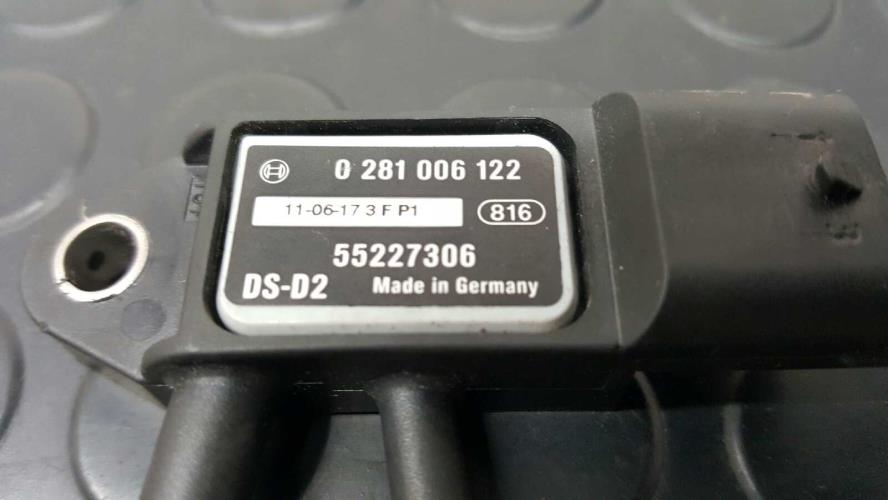 0 281 006 122
11-06-17 3 F P1 816
55227306
DS-D2 Made in Germany